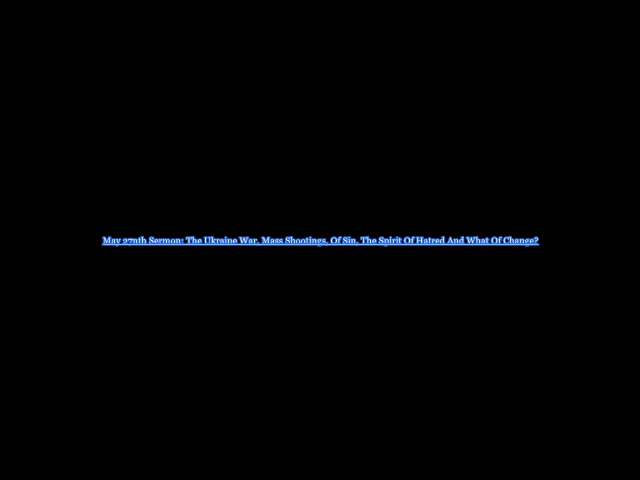 May 27nth Sermon: The Ukraine War, Mass Shootings, Of Sin, The Spirit Of Hatred And What Of Change?